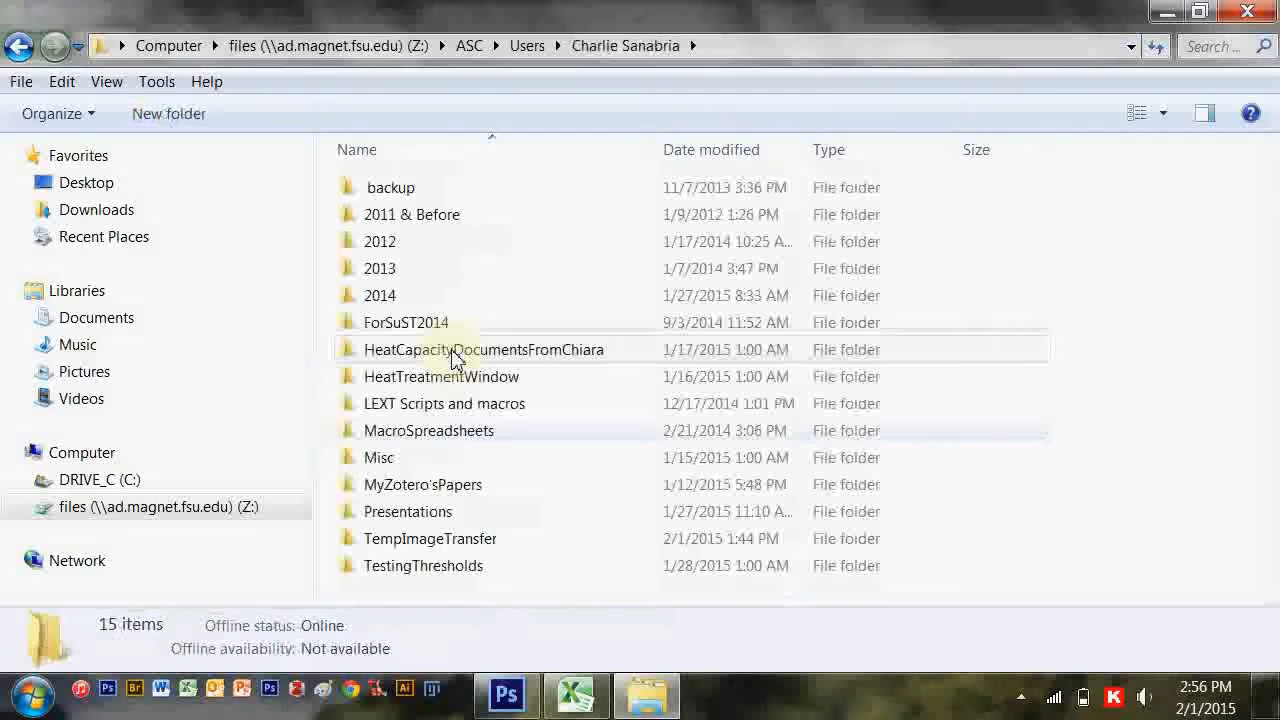 Computer files (\\ad.magnet.fsu.edu) (Z:) ASC Users Charlie Sanabria Search ...
File Edit View Tools Help
Organize New folder
Name Date modified Type Size
Favorites
Desktop
Downloads
Recent Places
Libraries
Documents
Music
Pictures
Videos
Computer
DRIVE_C (C:)
files (\\ad.magnet.fsu.edu) (Z:)
Network
backup 11/7/2013 3:36 PM File folder
2011 & Before 1/9/2012 1:26 PM File folder
2012 1/17/2014 10:25 A... File folder
2013 1/7/2014 3:47 PM File folder
2014 1/27/2015 8:33 AM File folder
ForSuST2014 9/3/2014 11:52 AM File folder
HeatCapacityDocumentsFromChiara 1/17/2015 1:00 AM File folder
HeatTreatmentWindow 1/16/2015 1:00 AM File folder
LEXT Scripts and macros 12/17/2014 1:01 PM File folder
MacroSpreadsheets 2/21/2014 3:06 PM File folder
Misc 1/15/2015 1:00 AM File folder
MyZotero'sPapers 1/12/2015 5:48 PM File folder
Presentations 1/27/2015 11:10 A... File folder
TempImageTransfer 2/1/2015 1:44 PM File folder
TestingThresholds 1/28/2015 1:00 AM File folder
15 items Offline status: Online
Offline availability: Not available
Ps Br W Ps Ai Ps K
2:56 PM
2/1/2015